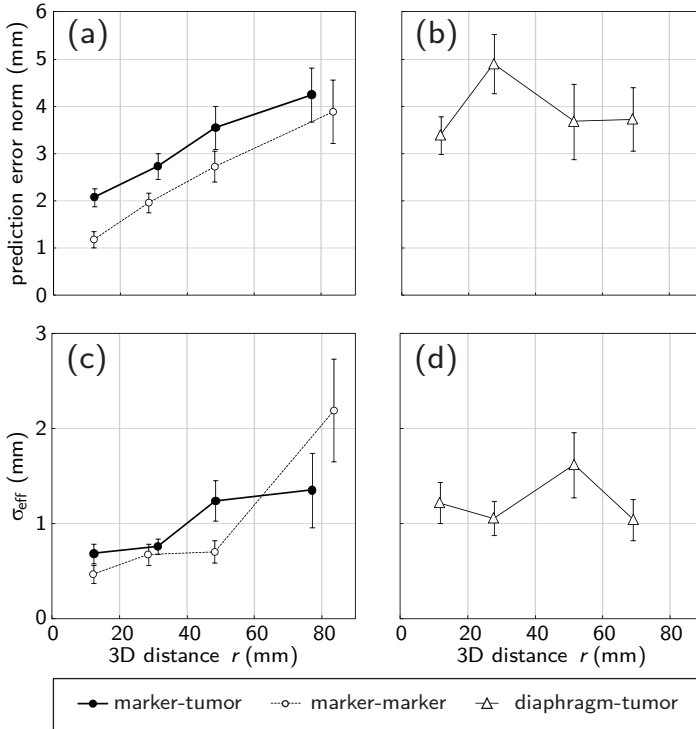 (a)
(b)
prediction error norm (mm)
6
5
4
3
2
1
0
(c)
(d)
σeff (mm)
3
2
1
0
0 20 40 60 80
0 20 40 60 80
3D distance r (mm)
3D distance r (mm)
marker-tumor marker-marker diaphragm-tumor